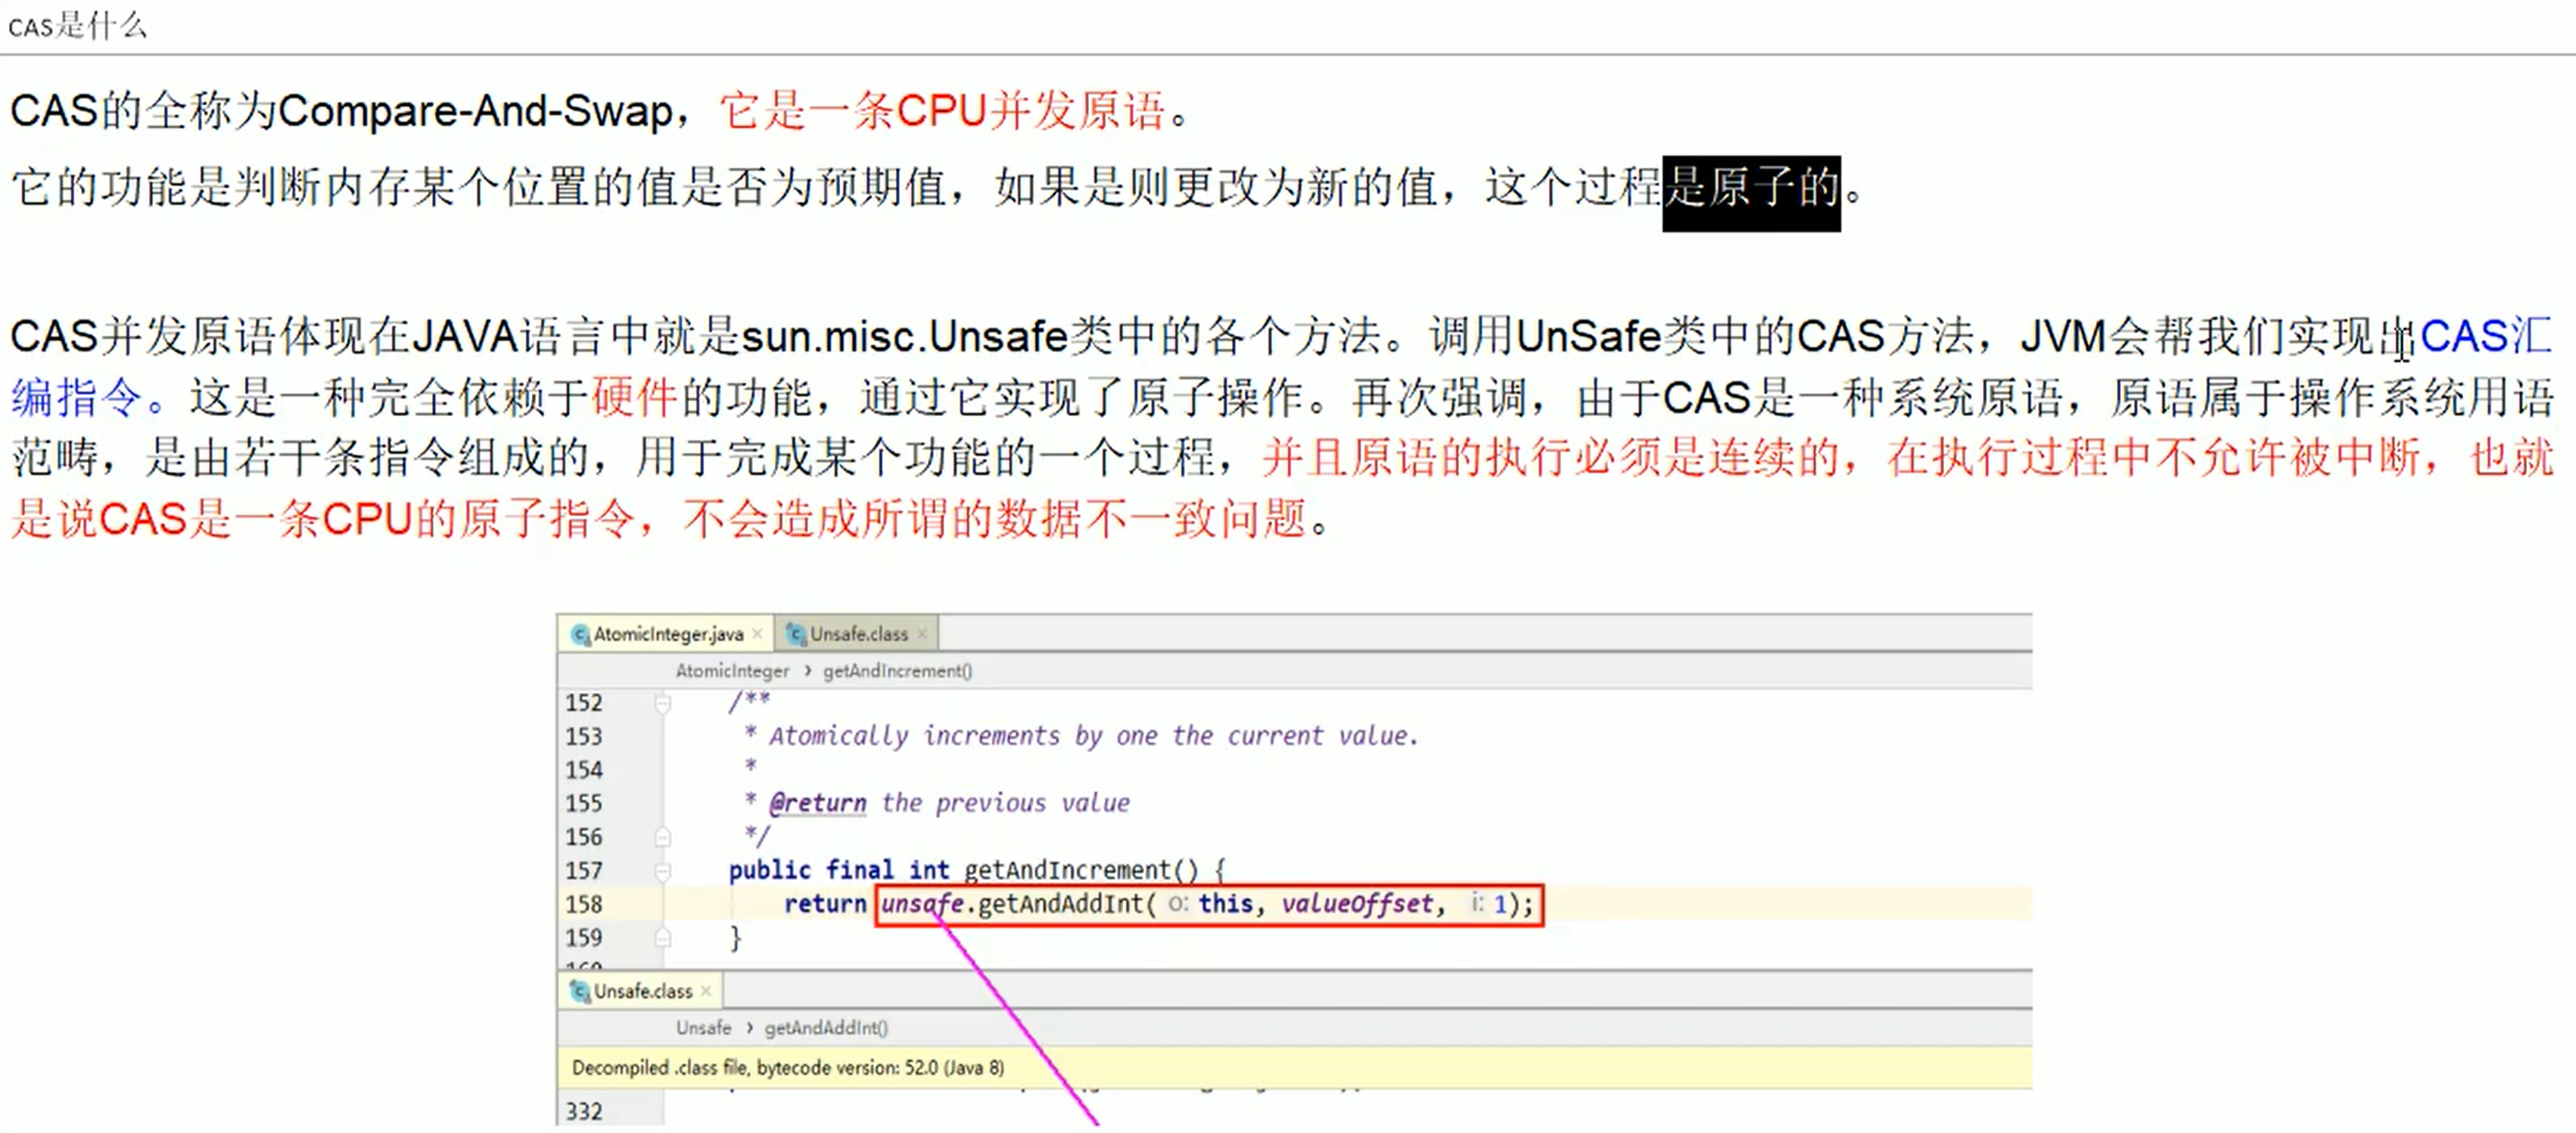 CAS是什么
CAS的全称为Compare-And-Swap，它是一条CPU并发原语。
它的功能是判断内存某个位置的值是否为预期值，如果是则更改为新的值，这个过程是原子的。
CAS并发原语体现在JAVA语言中就是sun.misc.Unsafe类中的各个方法。调用UnSafe类中的CAS方法，JVM会帮我们实现出CAS汇
编指令。这是一种完全依赖于硬件的功能，通过它实现了原子操作。再次强调，由于CAS是一种系统原语，原语属于操作系统用语
范畴，是由若干条指令组成的，用于完成某个功能的一个过程，并且原语的执行必须是连续的，在执行过程中不允许被中断，也就
是说CAS是一条CPU的原子指令，不会造成所谓的数据不一致问题。
AtomicInteger.java Unsafe.class
AtomicInteger › getAndIncrement()
152 /**
153 * Atomically increments by one the current value.
154 *
155 * @return the previous value
156 */
157 public final int getAndIncrement() {
158 return unsafe.getAndAddInt( o: this, valueOffset, i: 1);
159 }
Unsafe.class
Unsafe › getAndAddInt()
Decompiled .class file, bytecode version: 52.0 (Java 8)
332